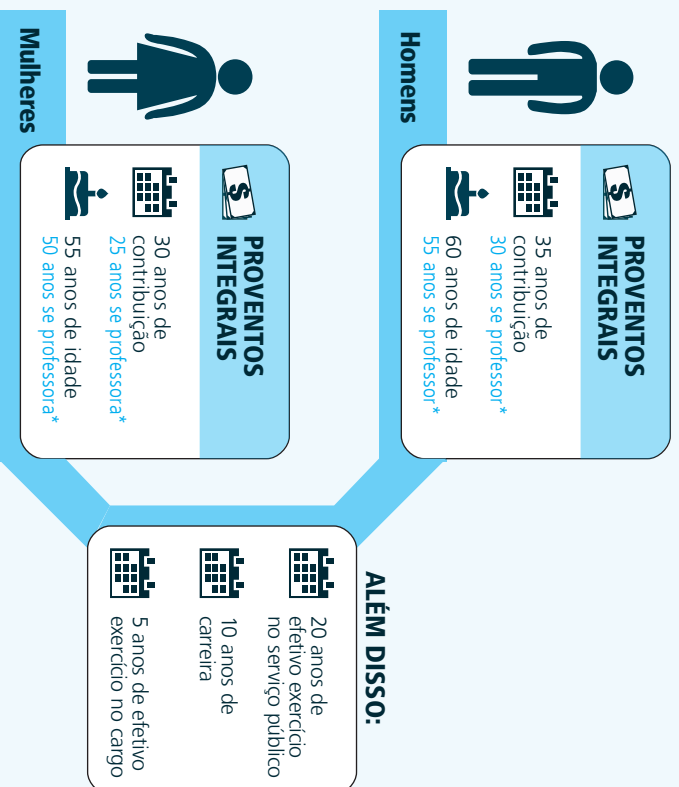 Homens
PROVENTOS
INTEGRAIS
35 anos de
contribuição
30 anos se professor*
60 anos de idade
55 anos se professor*
Mulheres
PROVENTOS
INTEGRAIS
30 anos de
contribuição
25 anos se professora*
55 anos de idade
50 anos se professora*
ALÉM DISSO:
20 anos de
efetivo exercício
no serviço público
10 anos de
carreira
5 anos de efetivo
exercício no cargo